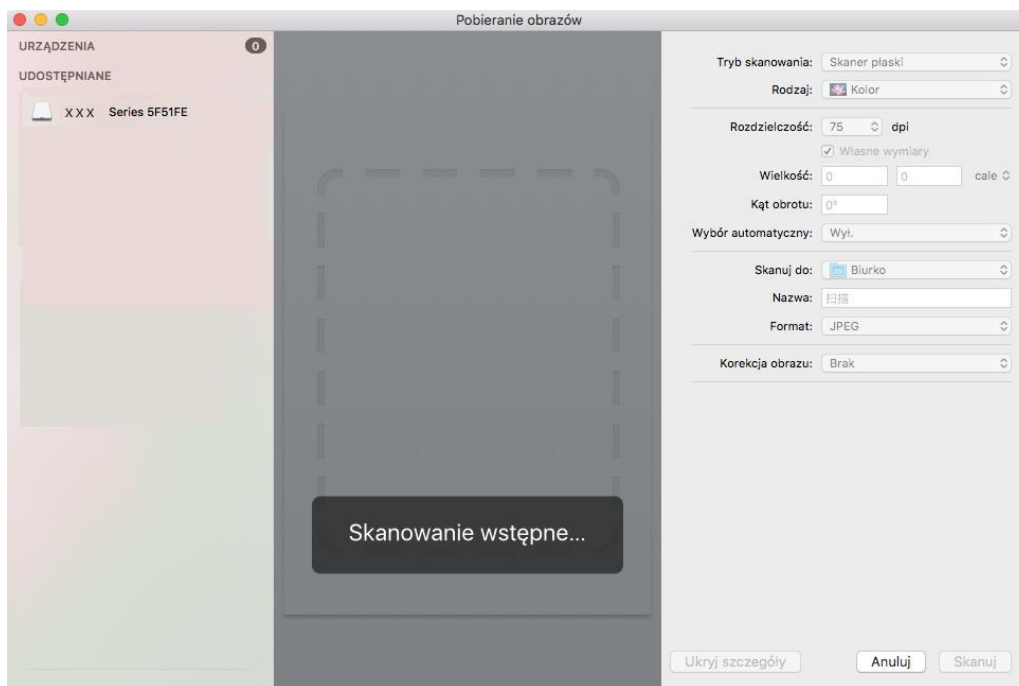 Pobieranie obrazów
URZĄDZENIA 0
UDOSTĘPNIANE
XXX Series 5F51FE
Skanowanie wstępne...
Tryb skanowania: Skaner płaski
Rodzaj: Kolor
Rozdzielczość: 75 dpi
Własne wymiary
Wielkość: 0 0 cale
Kąt obrotu: 0°
Wybór automatyczny: Wył.
Skanuj do: Biurko
Nazwa: 扫描
Format: JPEG
Korekcja obrazu: Brak
Ukryj szczegóły Anuluj Skanuj